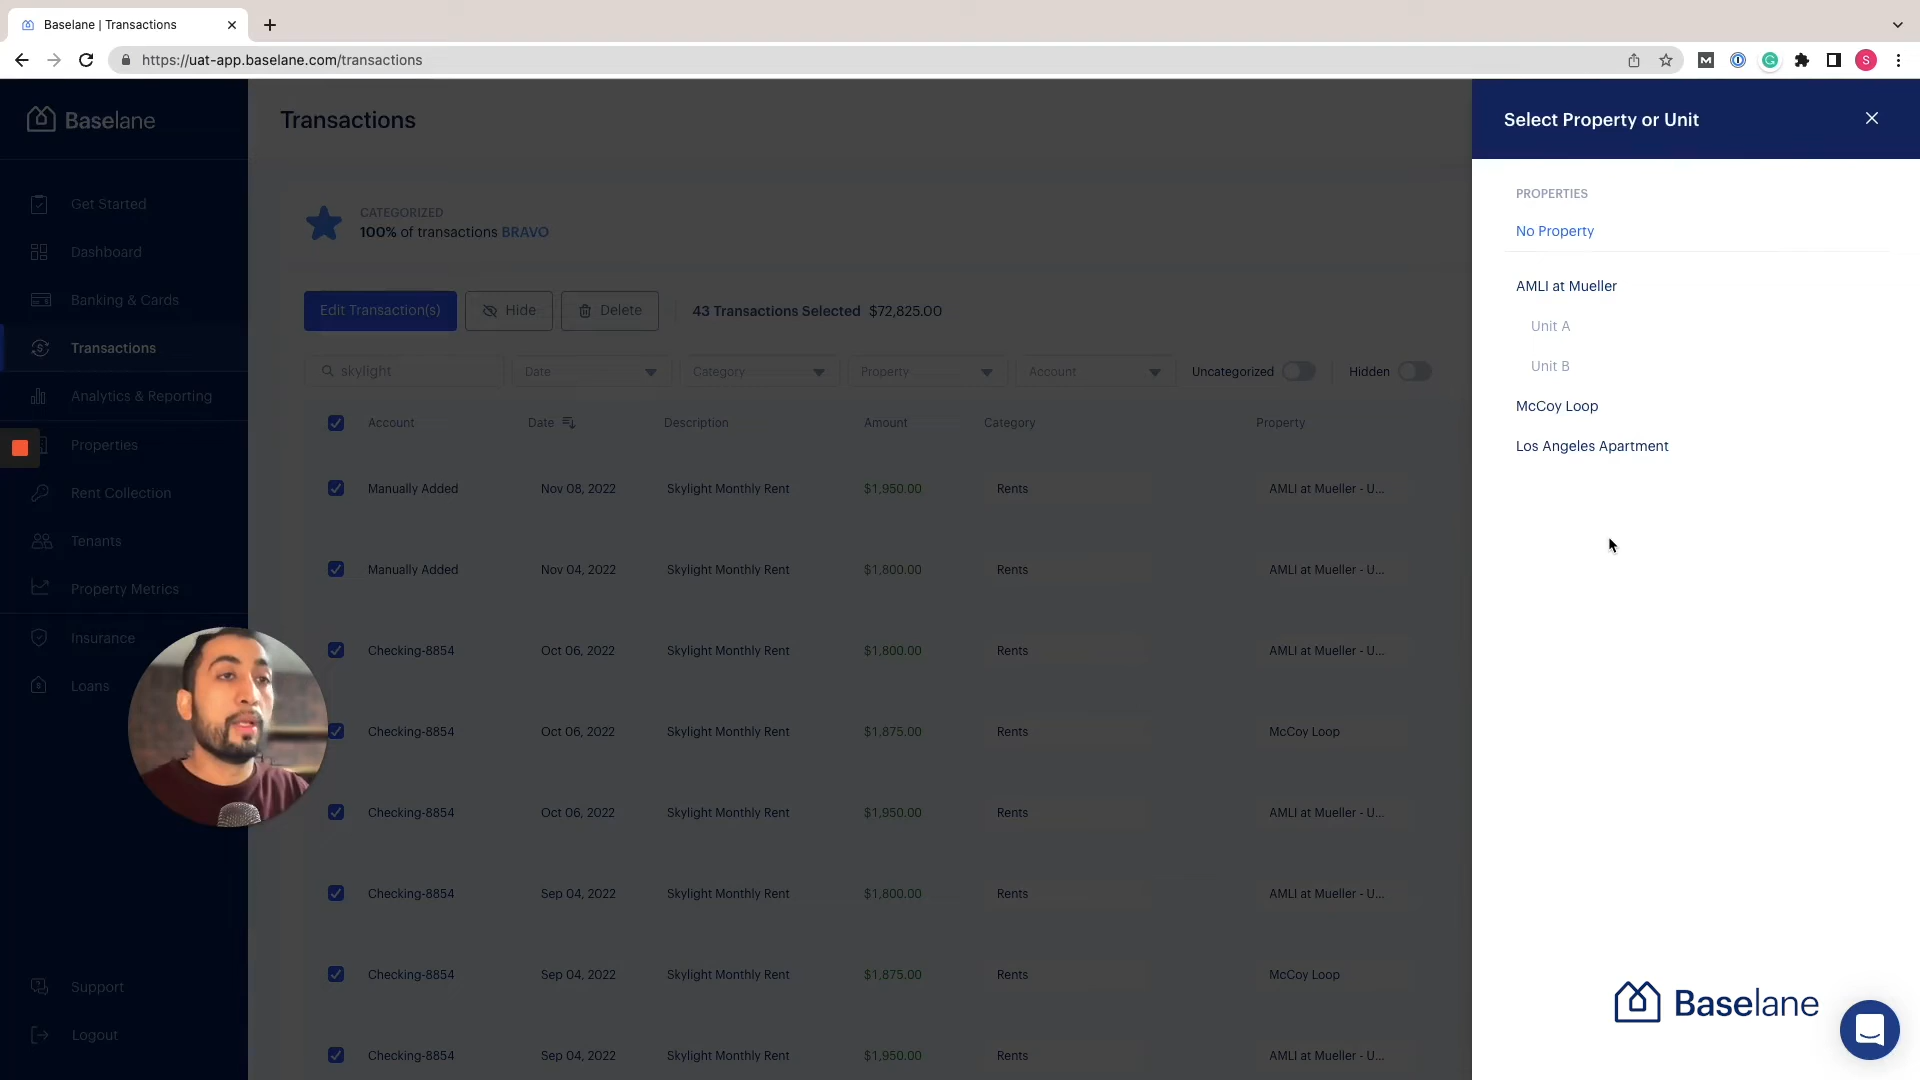 Baselane | Transactions
https://uat-app.baselane.com/transactions
M
S
Baselane
Get Started
Dashboard
Banking & Cards
Transactions
Analytics & Reporting
Properties
Rent Collection
Tenants
Property Metrics
Insurance
Loans
Support
Logout
Transactions
CATEGORIZED
100% of transactions BRAVO
Edit Transaction(s) Hide Delete 43 Transactions Selected $72,825.00
skylight Date Category Property Account Uncategorized Hidden
Account Date Description Amount Category Property
Manually Added Nov 08, 2022 Skylight Monthly Rent $1,950.00 Rents AMLI at Mueller - U...
Manually Added Nov 04, 2022 Skylight Monthly Rent $1,800.00 Rents AMLI at Mueller - U...
Checking-8854 Oct 06, 2022 Skylight Monthly Rent $1,800.00 Rents AMLI at Mueller - U...
Checking-8854 Oct 06, 2022 Skylight Monthly Rent $1,875.00 Rents McCoy Loop
Checking-8854 Oct 06, 2022 Skylight Monthly Rent $1,950.00 Rents AMLI at Mueller - U...
Checking-8854 Sep 04, 2022 Skylight Monthly Rent $1,800.00 Rents AMLI at Mueller - U...
Checking-8854 Sep 04, 2022 Skylight Monthly Rent $1,875.00 Rents McCoy Loop
Checking-8854 Sep 04, 2022 Skylight Monthly Rent $1,950.00 Rents AMLI at Mueller - U...
Select Property or Unit
PROPERTIES
No Property
AMLI at Mueller
Unit A
Unit B
McCoy Loop
Los Angeles Apartment
Baselane